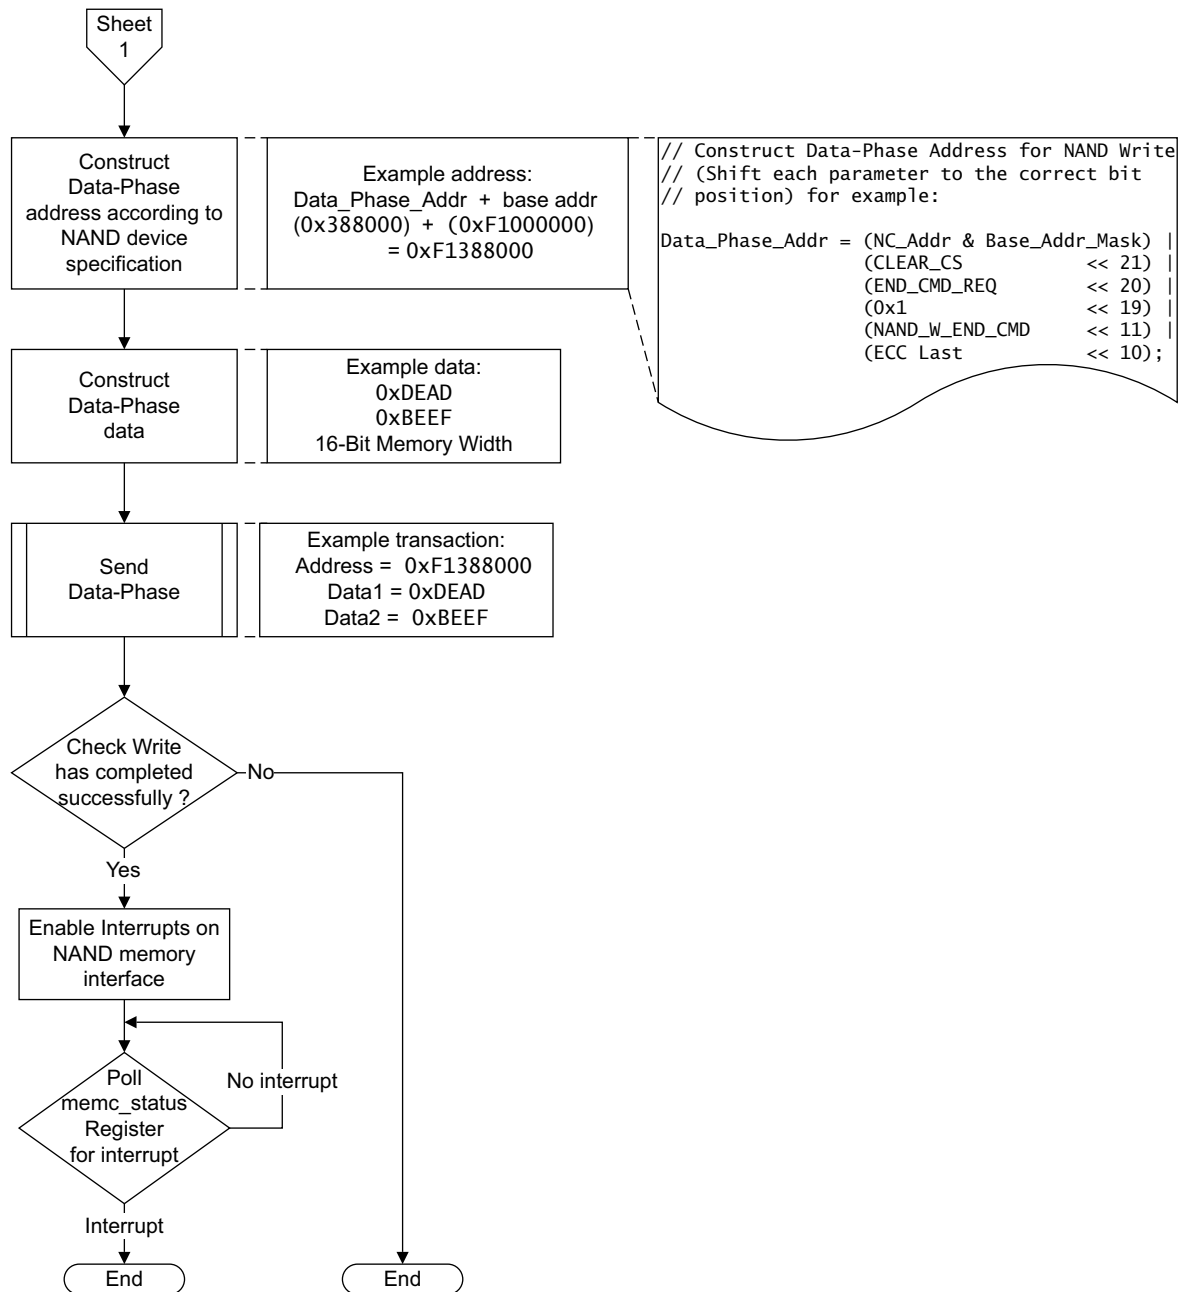 Sheet
1
Construct
Data-Phase
address according to
NAND device
specification
Example address:
Data_Phase_Addr + base addr
(0x388000) + (0xF1000000)
= 0xF1388000
// Construct Data-Phase Address for NAND Write
// (Shift each parameter to the correct bit
// position) for example:
Data_Phase_Addr = (NC_Addr & Base_Addr_Mask) |
(CLEAR_CS << 21) |
(END_CMD_REQ << 20) |
(0x1 << 19) |
(NAND_W_END_CMD << 11) |
(ECC Last << 10);
Construct
Data-Phase
data
Example data:
0xDEAD
0xBEEF
16-Bit Memory Width
Send
Data-Phase
Example transaction:
Address = 0xF1388000
Data1 = 0xDEAD
Data2 = 0xBEEF
Check Write
has completed
successfully ?
No
Yes
Enable Interrupts on
NAND memory
interface
Poll
memc_status
Register
for interrupt
No interrupt
Interrupt
End
End